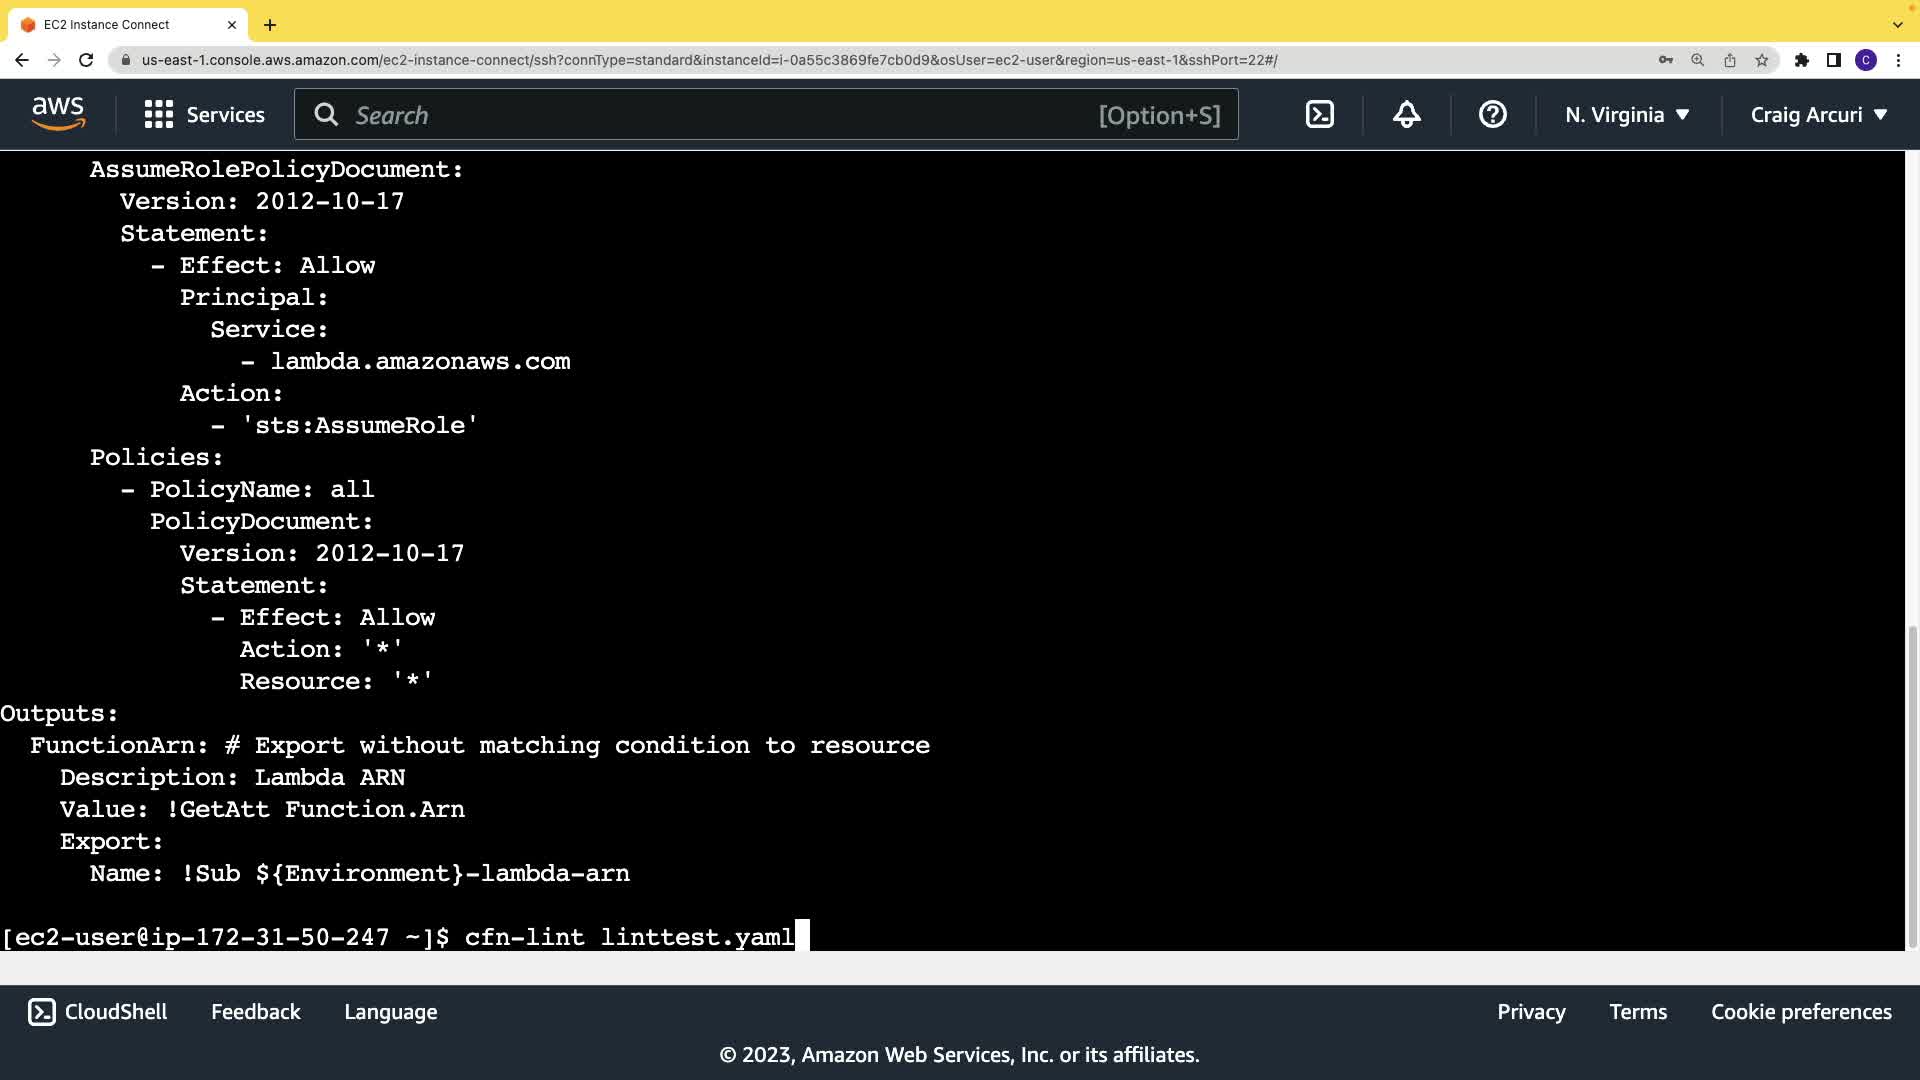 EC2 Instance Connect
us-east-1.console.aws.amazon.com/ec2-instance-connect/ssh?connType=standard&instanceId=i-0a55c3869fe7cb0d9&osUser=ec2-user&region=us-east-1&sshPort=22#/
C
aws Services Search [Option+S] N. Virginia Craig Arcuri
      AssumeRolePolicyDocument:
        Version: 2012-10-17
        Statement:
          - Effect: Allow
            Principal:
              Service:
                - lambda.amazonaws.com
            Action:
              - 'sts:AssumeRole'
      Policies:
        - PolicyName: all
          PolicyDocument:
            Version: 2012-10-17
            Statement:
              - Effect: Allow
                Action: '*'
                Resource: '*'
Outputs:
  FunctionArn: # Export without matching condition to resource
    Description: Lambda ARN
    Value: !GetAtt Function.Arn
    Export:
      Name: !Sub ${Environment}-lambda-arn
[ec2-user@ip-172-31-50-247 ~]$ cfn-lint linttest.yaml
CloudShell Feedback Language Privacy Terms Cookie preferences
© 2023, Amazon Web Services, Inc. or its affiliates.